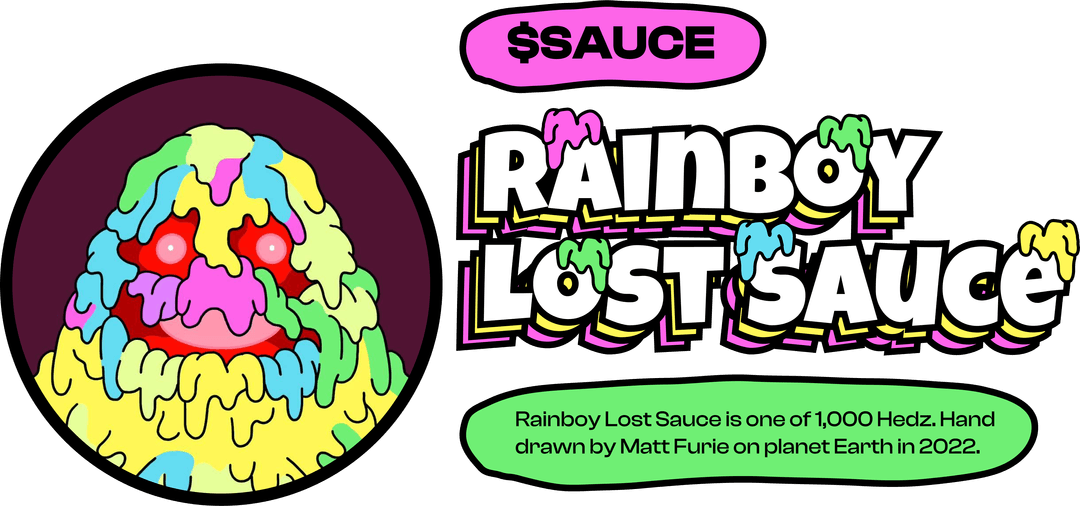 $SAUCE
RAINBOY
LOST SAUCE
Rainboy Lost Sauce is one of 1,000 Hedz. Hand
drawn by Matt Furie on planet Earth in 2022.